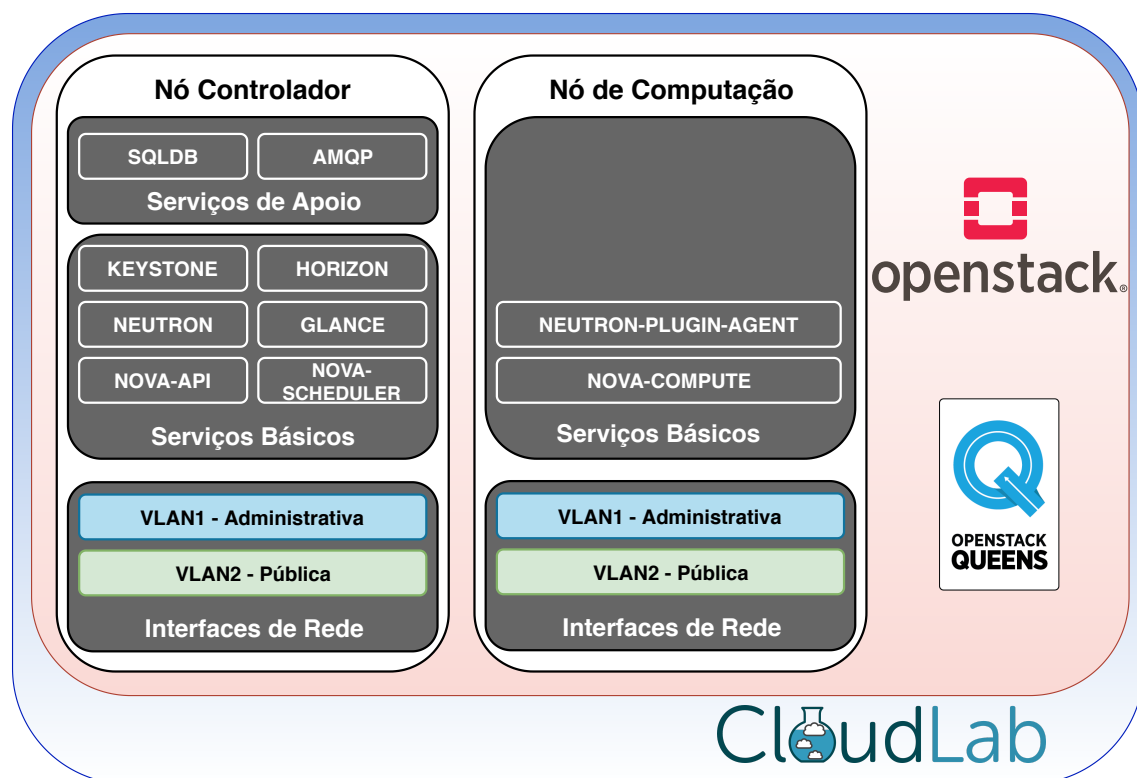 Nó Controlador
SQLDB
AMQP
Serviços de Apoio
KEYSTONE
HORIZON
NEUTRON
GLANCE
NOVA-API
NOVA-
SCHEDULER
Serviços Básicos
VLAN1 - Administrativa
VLAN2 - Pública
Interfaces de Rede
Nó de Computação
NEUTRON-PLUGIN-AGENT
NOVA-COMPUTE
Serviços Básicos
VLAN1 - Administrativa
VLAN2 - Pública
Interfaces de Rede
openstack®
OPENSTACK
QUEENS
CloudLab